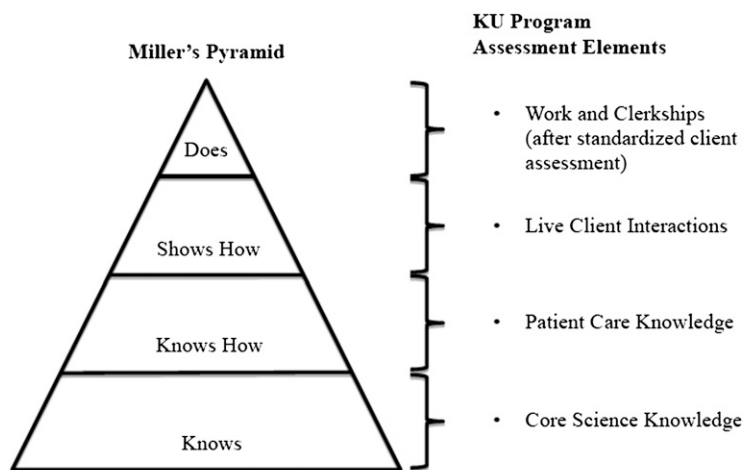 Miller's Pyramid
Does
Shows How
Knows How
Knows
KU Program
Assessment Elements
• Work and Clerkships
(after standardized client
assessment)
• Live Client Interactions
• Patient Care Knowledge
• Core Science Knowledge